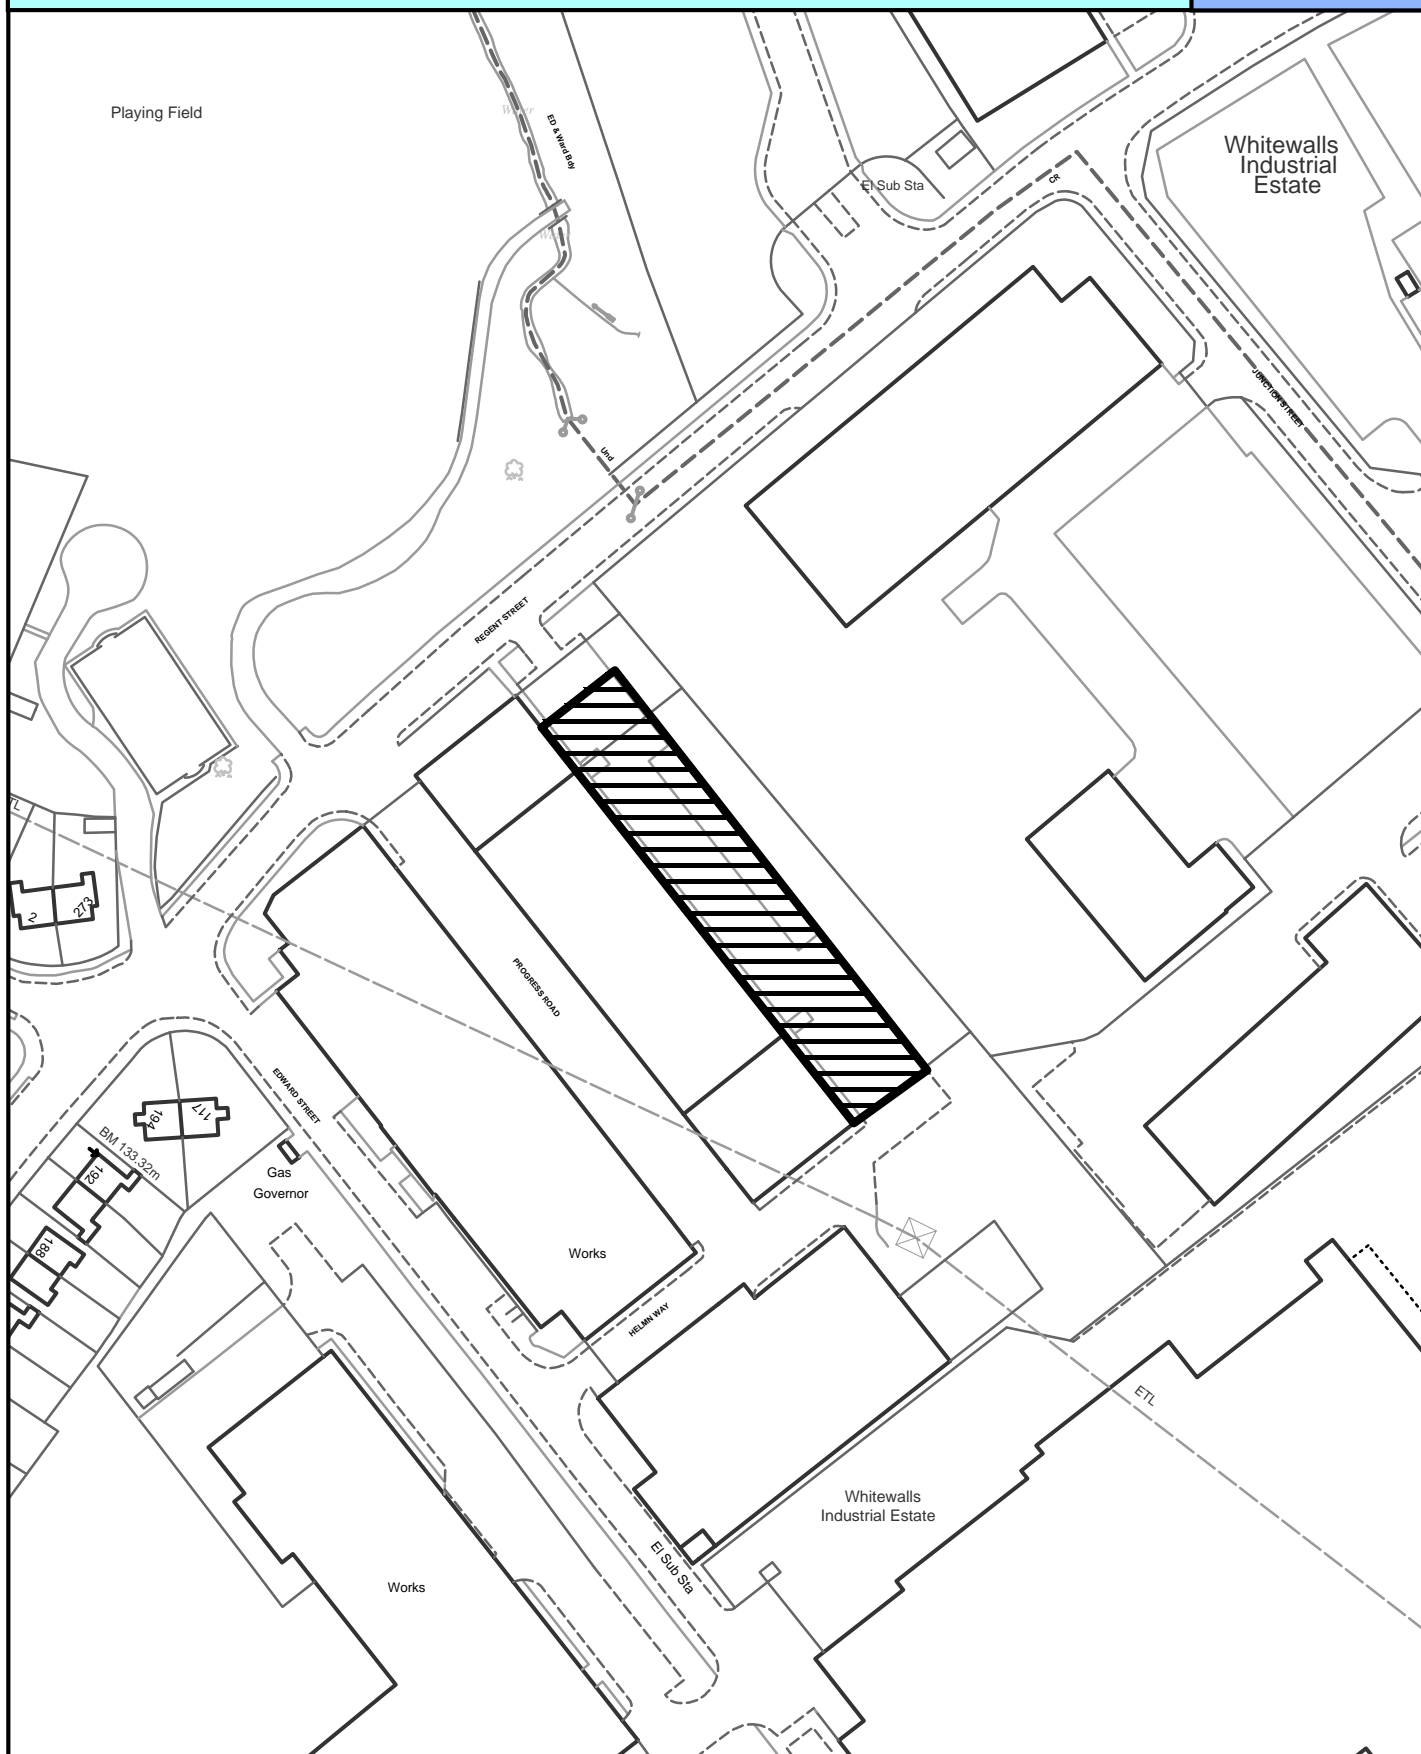 Playing Field
Water
ED & Ward Bdy
Whitewalls
Industrial
Estate
El Sub Sta
CR
JUNCTION STREET
Und
REGENT STREET
TL
2
273
PROGRESS ROAD
EDWARD STREET
194
117
BM 133.32m
192
188
Gas
Governor
Works
HELMN WAY
ETL
Whitewalls
Industrial Estate
El Sub Sta
Works